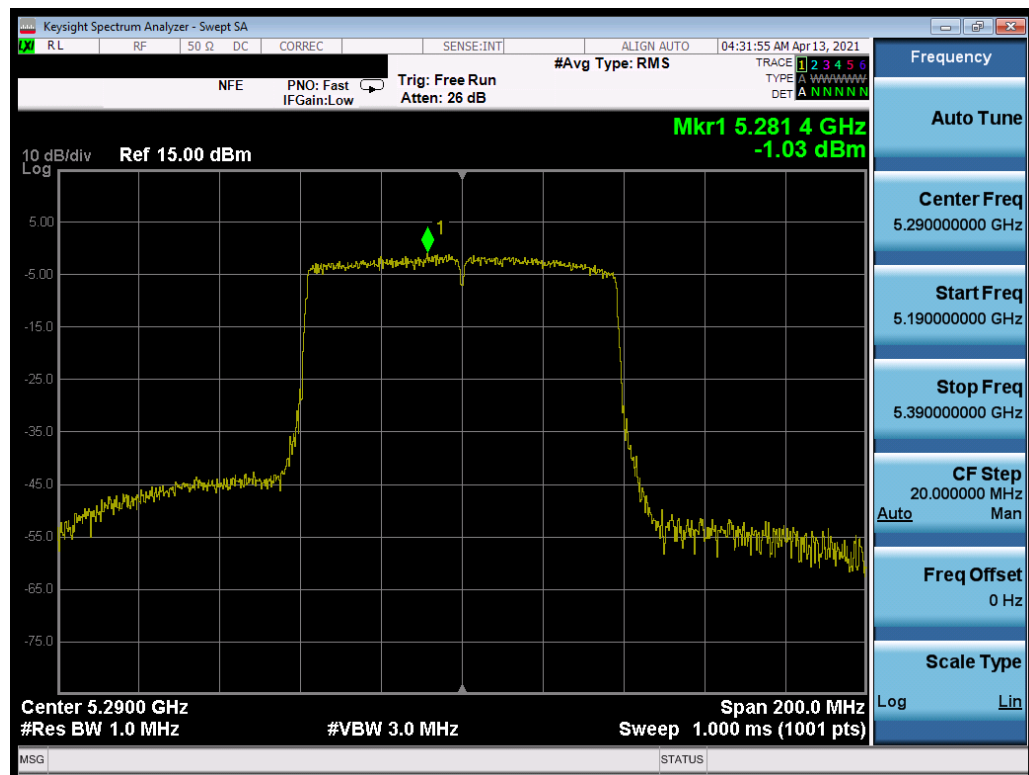 Keysight Spectrum Analyzer - Swept SA
LXI RL RF 50 Ω DC CORREC SENSE:INT ALIGN AUTO 04:31:55 AM Apr 13, 2021
#Avg Type: RMS TRACE 1 2 3 4 5 6
NFE PNO: Fast Trig: Free Run TYPE A WWWWW
IFGain:Low Atten: 26 dB DET A N N N N N
Mkr1 5.281 4 GHz
10 dB/div Ref 15.00 dBm -1.03 dBm
Log
1
5.00
-5.00
-15.0
-25.0
-35.0
-45.0
-55.0
-65.0
-75.0
Center 5.2900 GHz Span 200.0 MHz
#Res BW 1.0 MHz #VBW 3.0 MHz Sweep 1.000 ms (1001 pts)
MSG STATUS
Frequency
Auto Tune
Center Freq
5.290000000 GHz
Start Freq
5.190000000 GHz
Stop Freq
5.390000000 GHz
CF Step
20.000000 MHz
Auto Man
Freq Offset
0 Hz
Scale Type
Log Lin